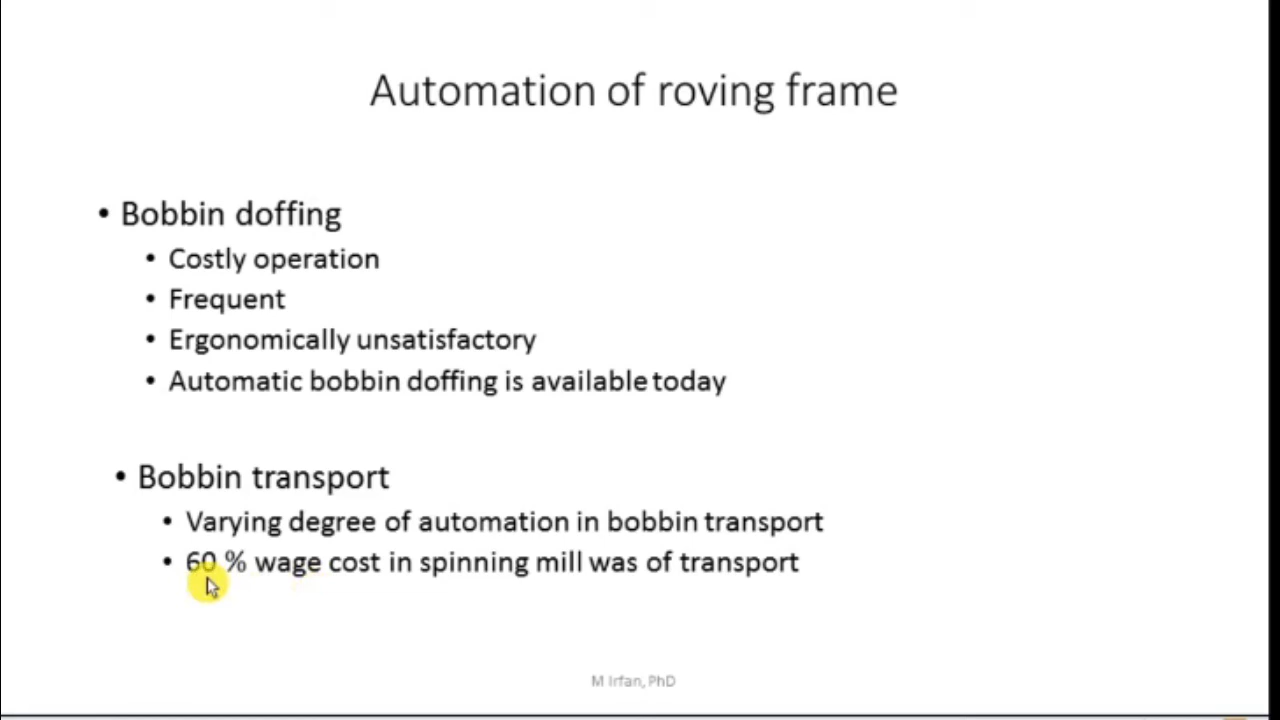 Automation of roving frame
• Bobbin doffing
• Costly operation
• Frequent
• Ergonomically unsatisfactory
• Automatic bobbin doffing is available today
• Bobbin transport
• Varying degree of automation in bobbin transport
• 60 % wage cost in spinning mill was of transport
M Irfan, PhD